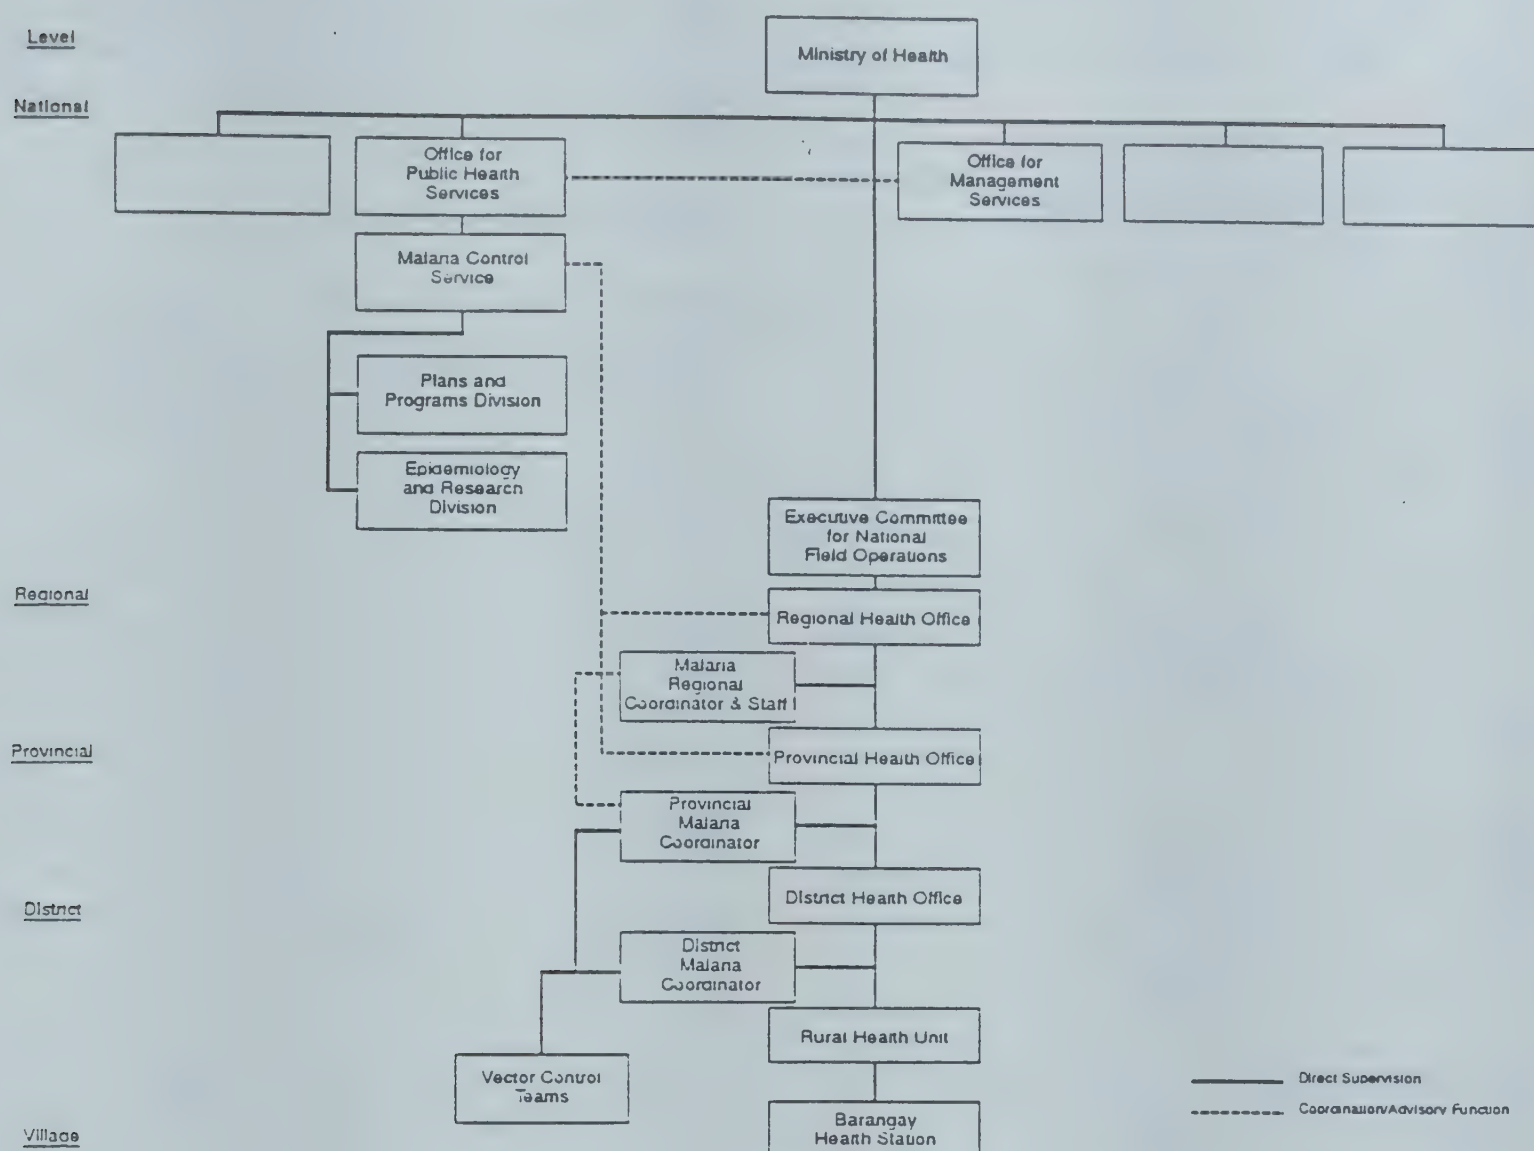 Level
Ministry of Health
National
Office for
Public Health
Services
Office for
Management
Services
Malaria Control
Service
Plans and
Programs Division
Epidemiology
and Research
Division
Executive Committee
for National
Field Operations
Regional
Regional Health Office
Malaria
Regional
Coordinator & Staff
Provincial
Provincial Health Office
Provincial
Malaria
Coordinator
District
District Health Office
District
Malaria
Coordinator
Rural Health Unit
Vector Control
Teams
Direct Supervision
Coordination/Advisory Function
Village
Barangay
Health Station